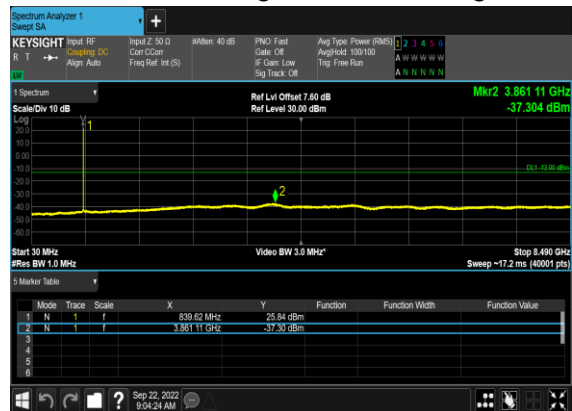 Spectrum Analyzer 1
Swept SA
+
KEYSIGHT Input: RF Input Z: 50 Ω #Atten: 40 dB PNO: Fast Avg Type: Power (RMS) 1 2 3 4 5 6
R T Coupling: DC Corr CCorr Gate: Off Avg|Hold: 100/100 A W W W W W
Align: Auto Freq Ref: Int (S) IF Gain: Low Trig: Free Run
LW Sig Track: Off A N N N N N
1 Spectrum Ref Lvl Offset 7.60 dB Mkr2 3.861 11 GHz
Scale/Div 10 dB Ref Level 30.00 dBm -37.304 dBm
Log
20.0
10.0
0.00
-10.0
-20.0
-30.0
-40.0
-50.0
-60.0
1
DL1 -13.00 dBm
2
Start 30 MHz Video BW 3.0 MHz* Stop 8.490 GHz
#Res BW 1.0 MHz Sweep ~17.2 ms (40001 pts)
5 Marker Table
Mode Trace Scale X Y Function Function Width Function Value
1 N 1 f 839.62 MHz 25.84 dBm
2 N 1 f 3.861 11 GHz -37.30 dBm
3
4
5
6
? Sep 22, 2022
9:04:24 AM